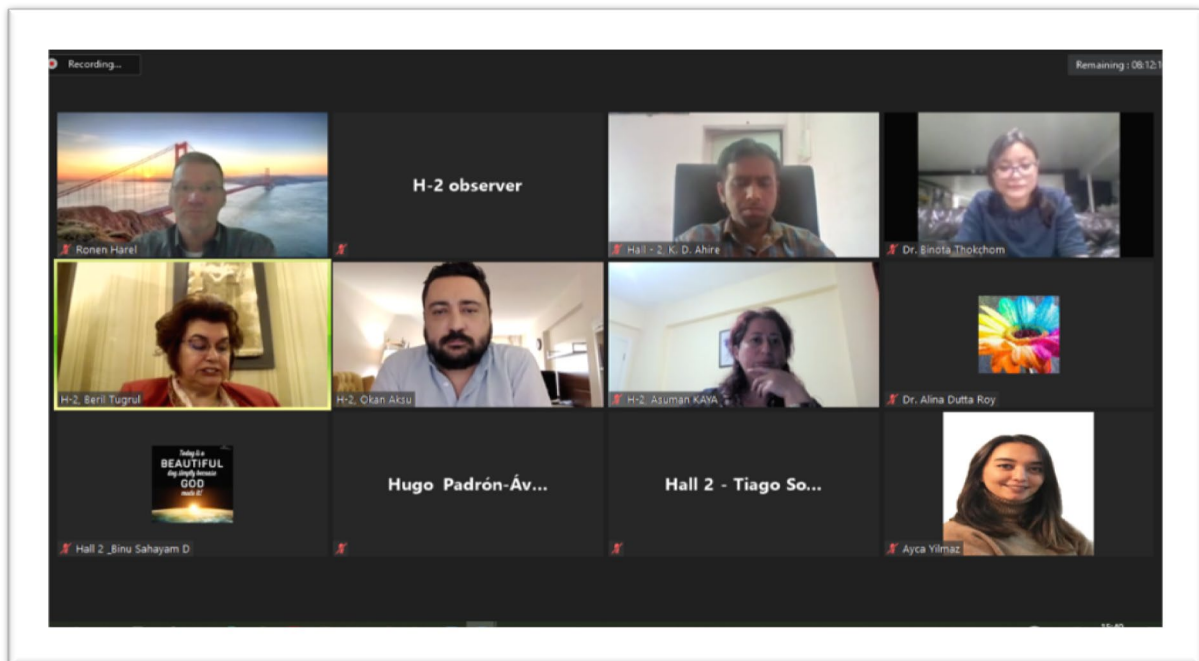 Recording...
Remaining : 08:12:1
Ronen Harel
H-2 observer
Hall - 2, K. D. Ahire
Dr. Binota Thokchom
H-2, Beril Tugrul
H-2, Okan Aksu
H-2, Asuman KAYA
Dr. Alina Dutta Roy
Today is a
BEAUTIFUL
day simply because
GOD
made it!
Hall 2 _Binu Sahayam D
Hugo Padrón-Áv...
Hall 2 - Tiago So...
Ayca Yilmaz